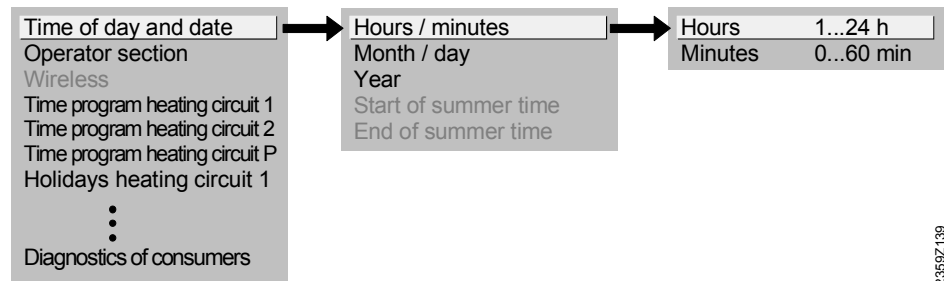 Time of day and date
Operator section
Wireless
Time program heating circuit 1
Time program heating circuit 2
Time program heating circuit P
Holidays heating circuit 1
Diagnostics of consumers
Hours / minutes
Month / day
Year
Start of summer time
End of summer time
Hours 1...24 h
Minutes 0...60 min
2359Z139